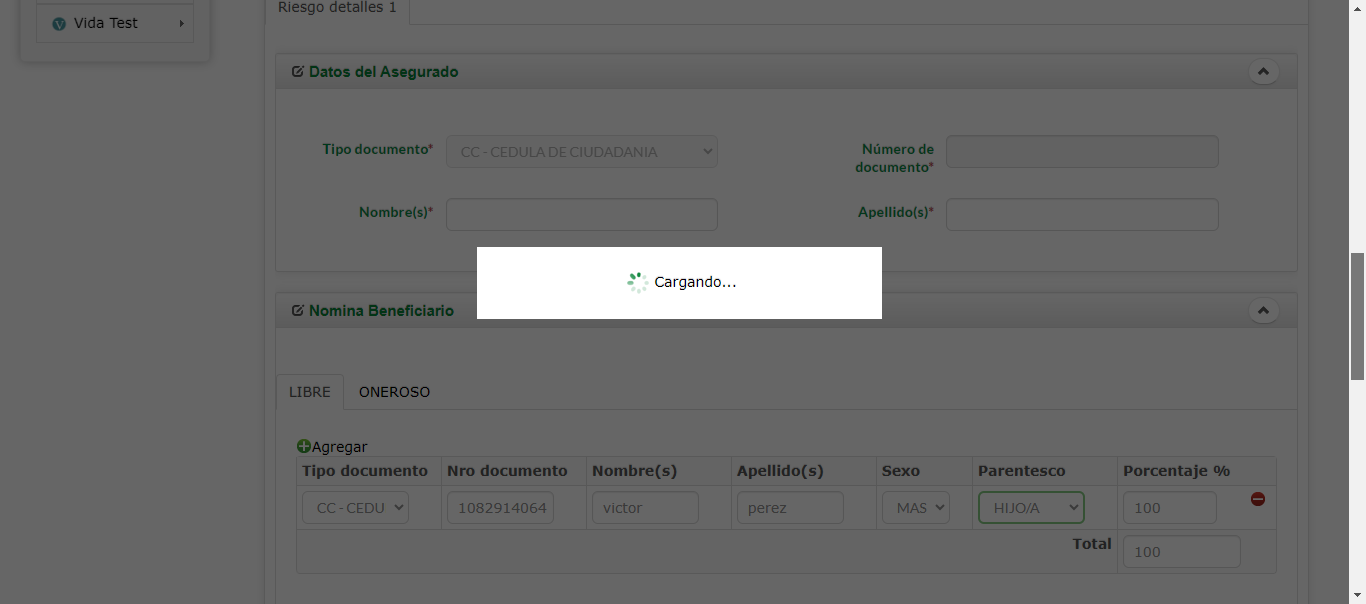 Riesgo detalles 1
Vida Test
Datos del Asegurado
Tipo documento* CC - CEDULA DE CIUDADANIA Número de documento*
Nombre(s)* Apellido(s)*
Cargando...
Nomina Beneficiario
LIBRE ONEROSO
Agregar
Tipo documento Nro documento Nombre(s) Apellido(s) Sexo Parentesco Porcentaje %
CC - CEDU 1082914064 victor perez MAS HIJO/A 100
Total 100